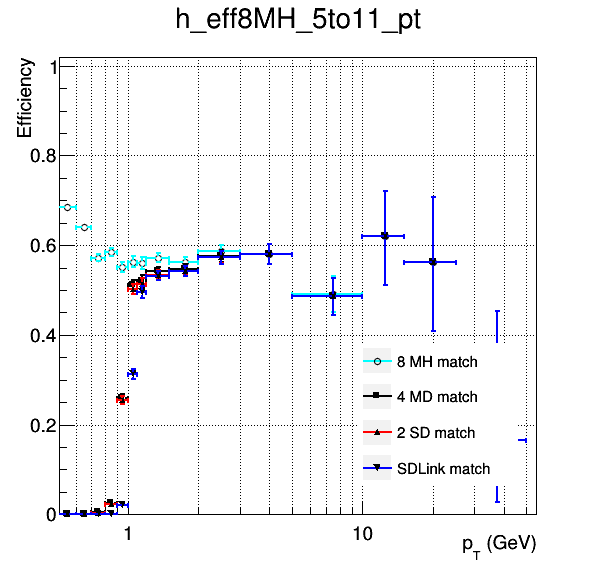 h_eff8MH_5to11_pt
Efficiency
1
0.8
0.6
0.4
0.2
0
8 MH match
4 MD match
2 SD match
SDLink match
1
10
p_T (GeV)